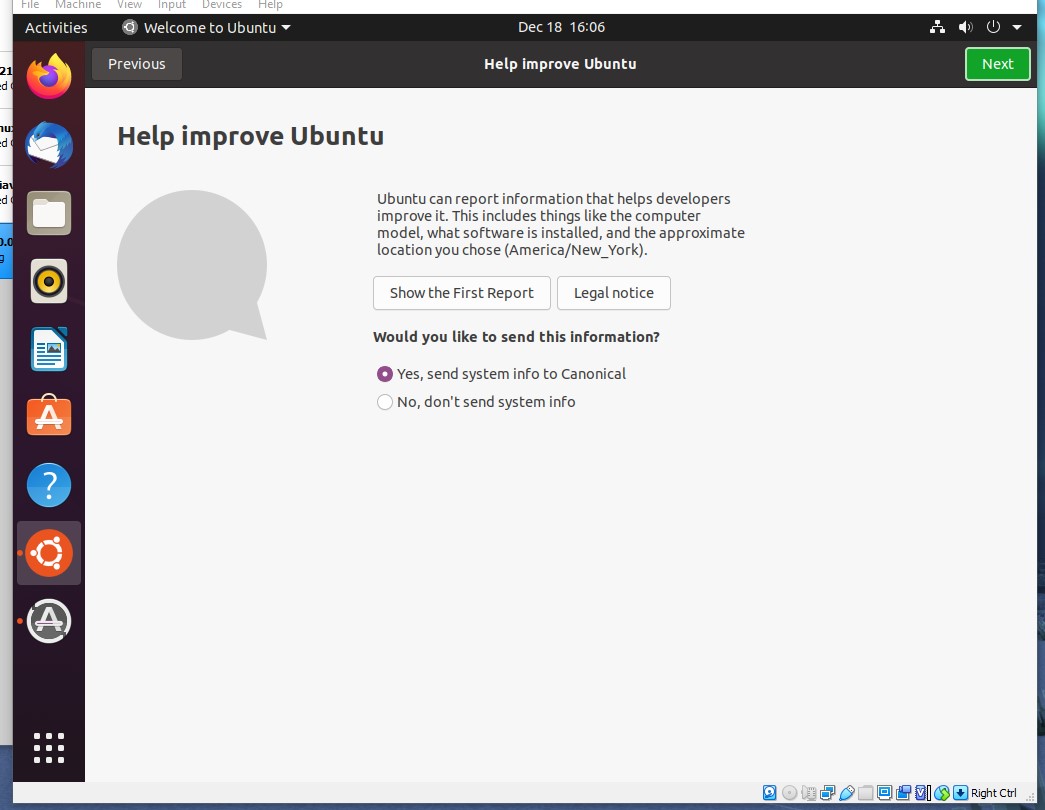 File Machine View Input Devices Help
Activities Welcome to Ubuntu Dec 18 16:06
Previous Help improve Ubuntu Next
Help improve Ubuntu
Ubuntu can report information that helps developers
improve it. This includes things like the computer
model, what software is installed, and the approximate
location you chose (America/New_York).
Show the First Report Legal notice
Would you like to send this information?
Yes, send system info to Canonical
No, don't send system info
Right Ctrl